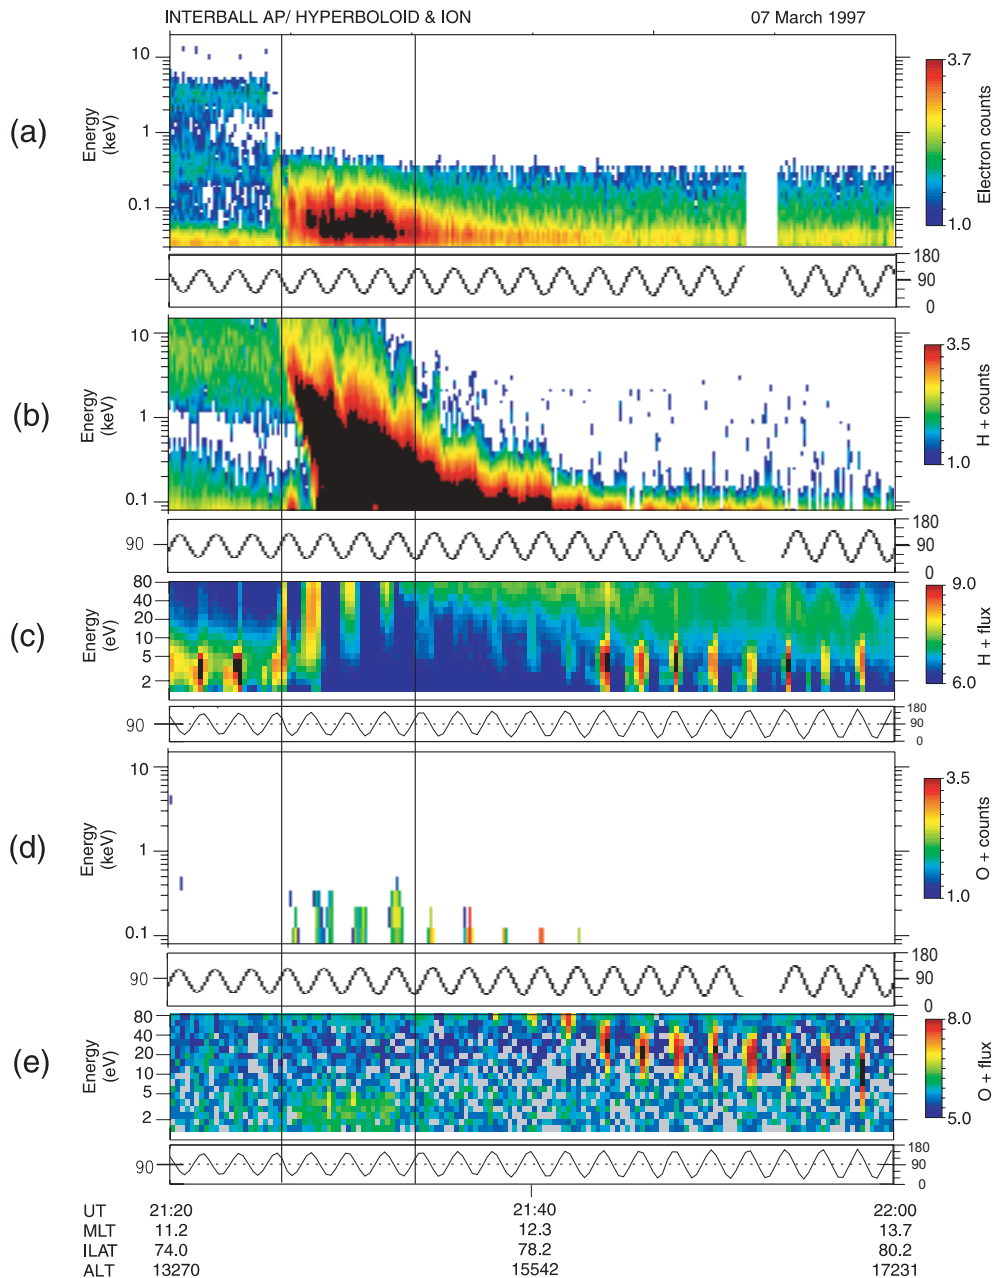 INTERBALL AP/ HYPERBOLOID & ION 07 March 1997
(a)
Energy
(keV)
10
1
0.1
3.7
1.0
Electron counts
180
90
0
(b)
Energy
(keV)
10
1
0.1
3.5
1.0
H + counts
90
180
90
0
(c)
Energy
(eV)
80
40
20
10
5
2
9.0
6.0
H + flux
90
180
90
0
(d)
Energy
(keV)
10
1
0.1
3.5
1.0
O + counts
90
180
90
0
(e)
Energy
(eV)
80
40
20
10
5
2
8.0
5.0
O + flux
90
180
90
0
UT 21:20 21:40 22:00
MLT 11.2 12.3 13.7
ILAT 74.0 78.2 80.2
ALT 13270 15542 17231